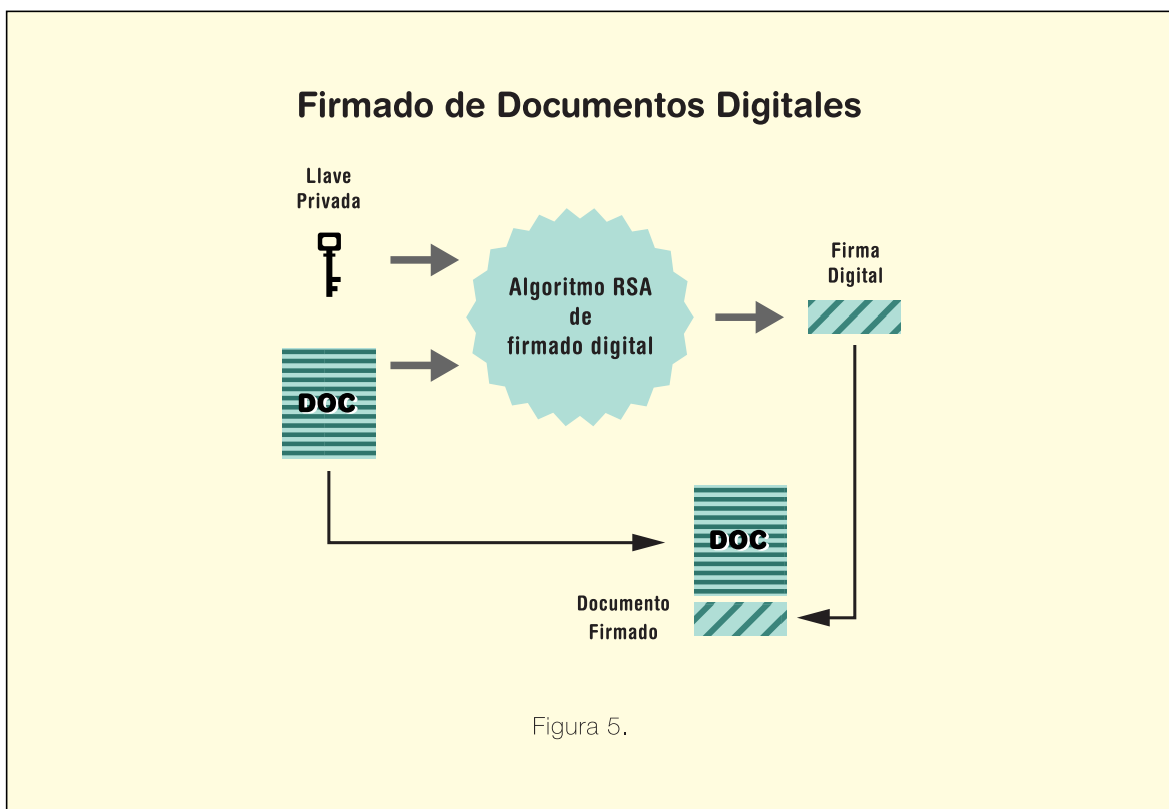 Firmado de Documentos Digitales
Llave
Privada
Algoritmo RSA
de
firmado digital
Firma
Digital
DOC
DOC
Documento
Firmado
Figura 5.